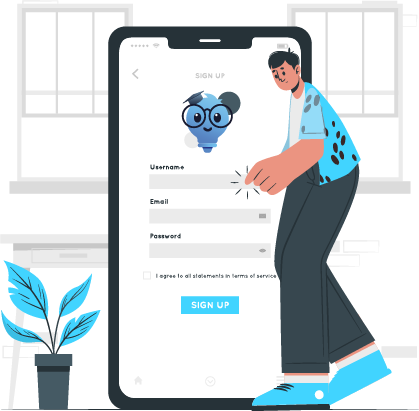 SIGN UP
Username
Email
Password
I agree to all statements in terms of service
SIGN UP